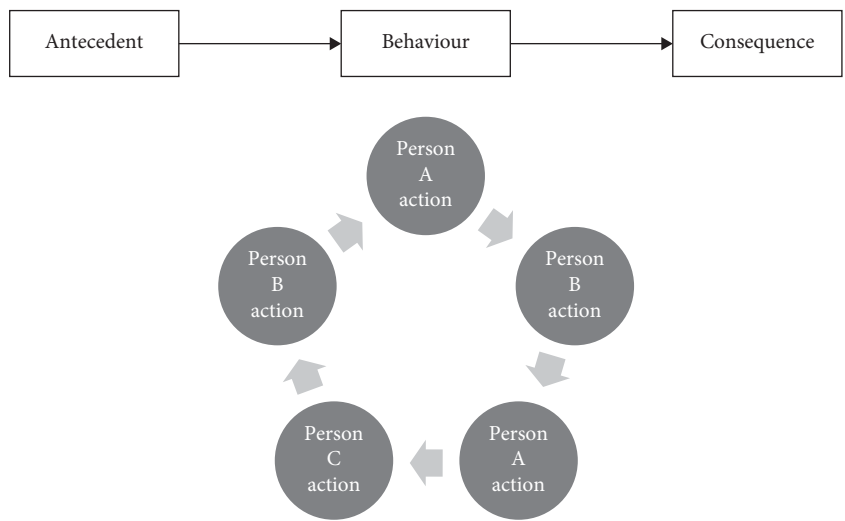 Antecedent
Behaviour
Consequence
Person
A
action
Person
B
action
Person
A
action
Person
C
action
Person
B
action